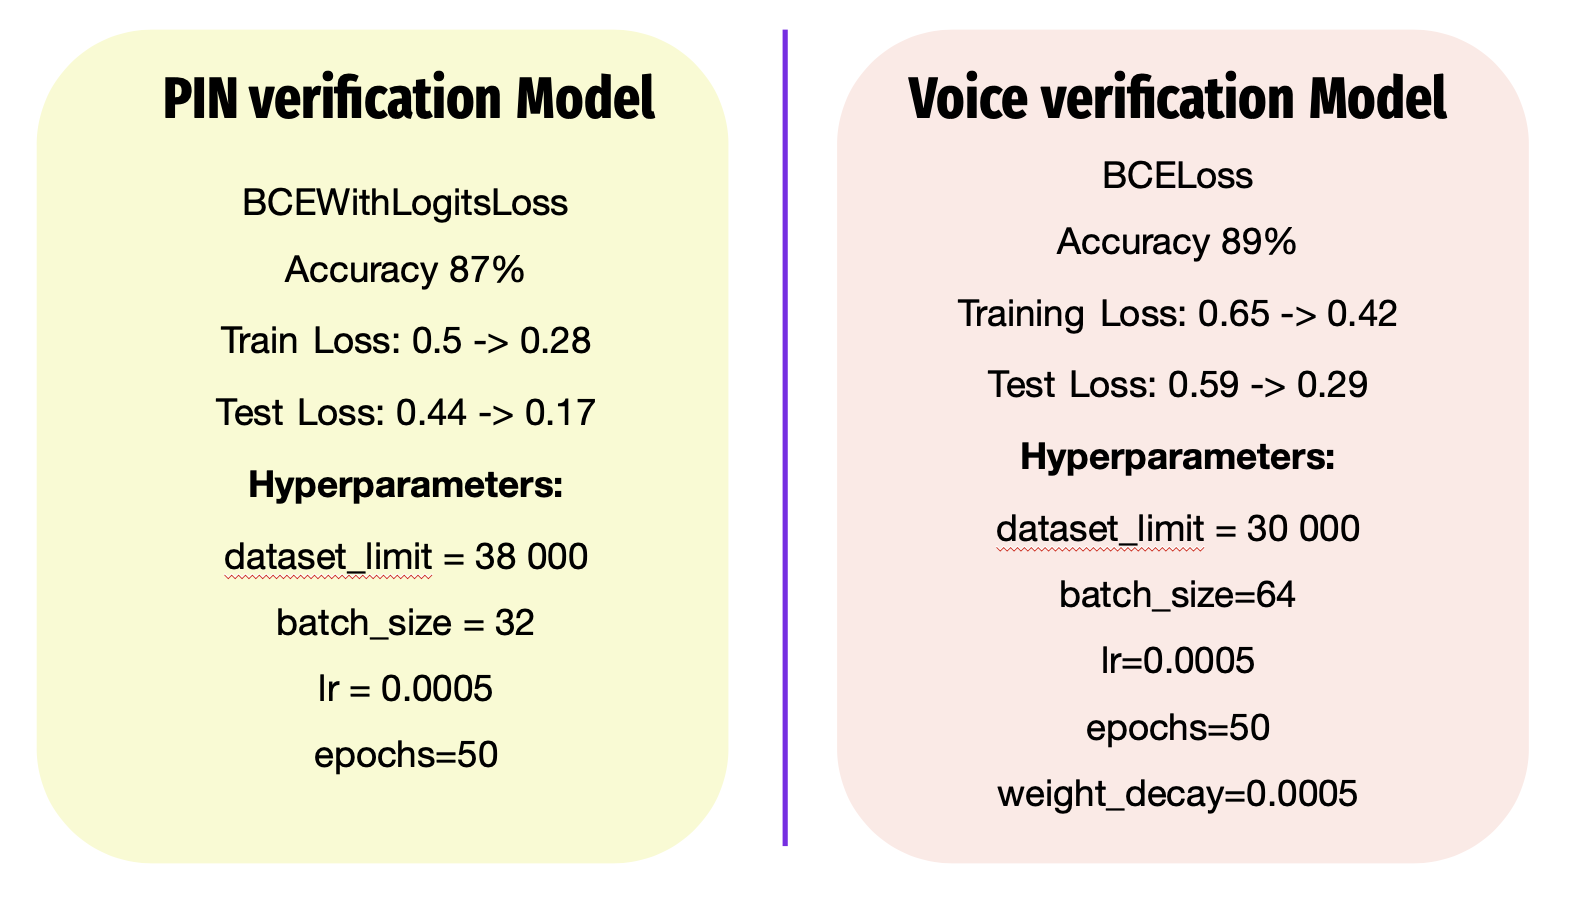 PIN verification Model
BCEWithLogitsLoss
Accuracy 87%
Train Loss: 0.5 -> 0.28
Test Loss: 0.44 -> 0.17
Hyperparameters:
dataset_limit = 38 000
batch_size = 32
lr = 0.0005
epochs=50
Voice verification Model
BCELoss
Accuracy 89%
Training Loss: 0.65 -> 0.42
Test Loss: 0.59 -> 0.29
Hyperparameters:
dataset_limit = 30 000
batch_size=64
lr=0.0005
epochs=50
weight_decay=0.0005